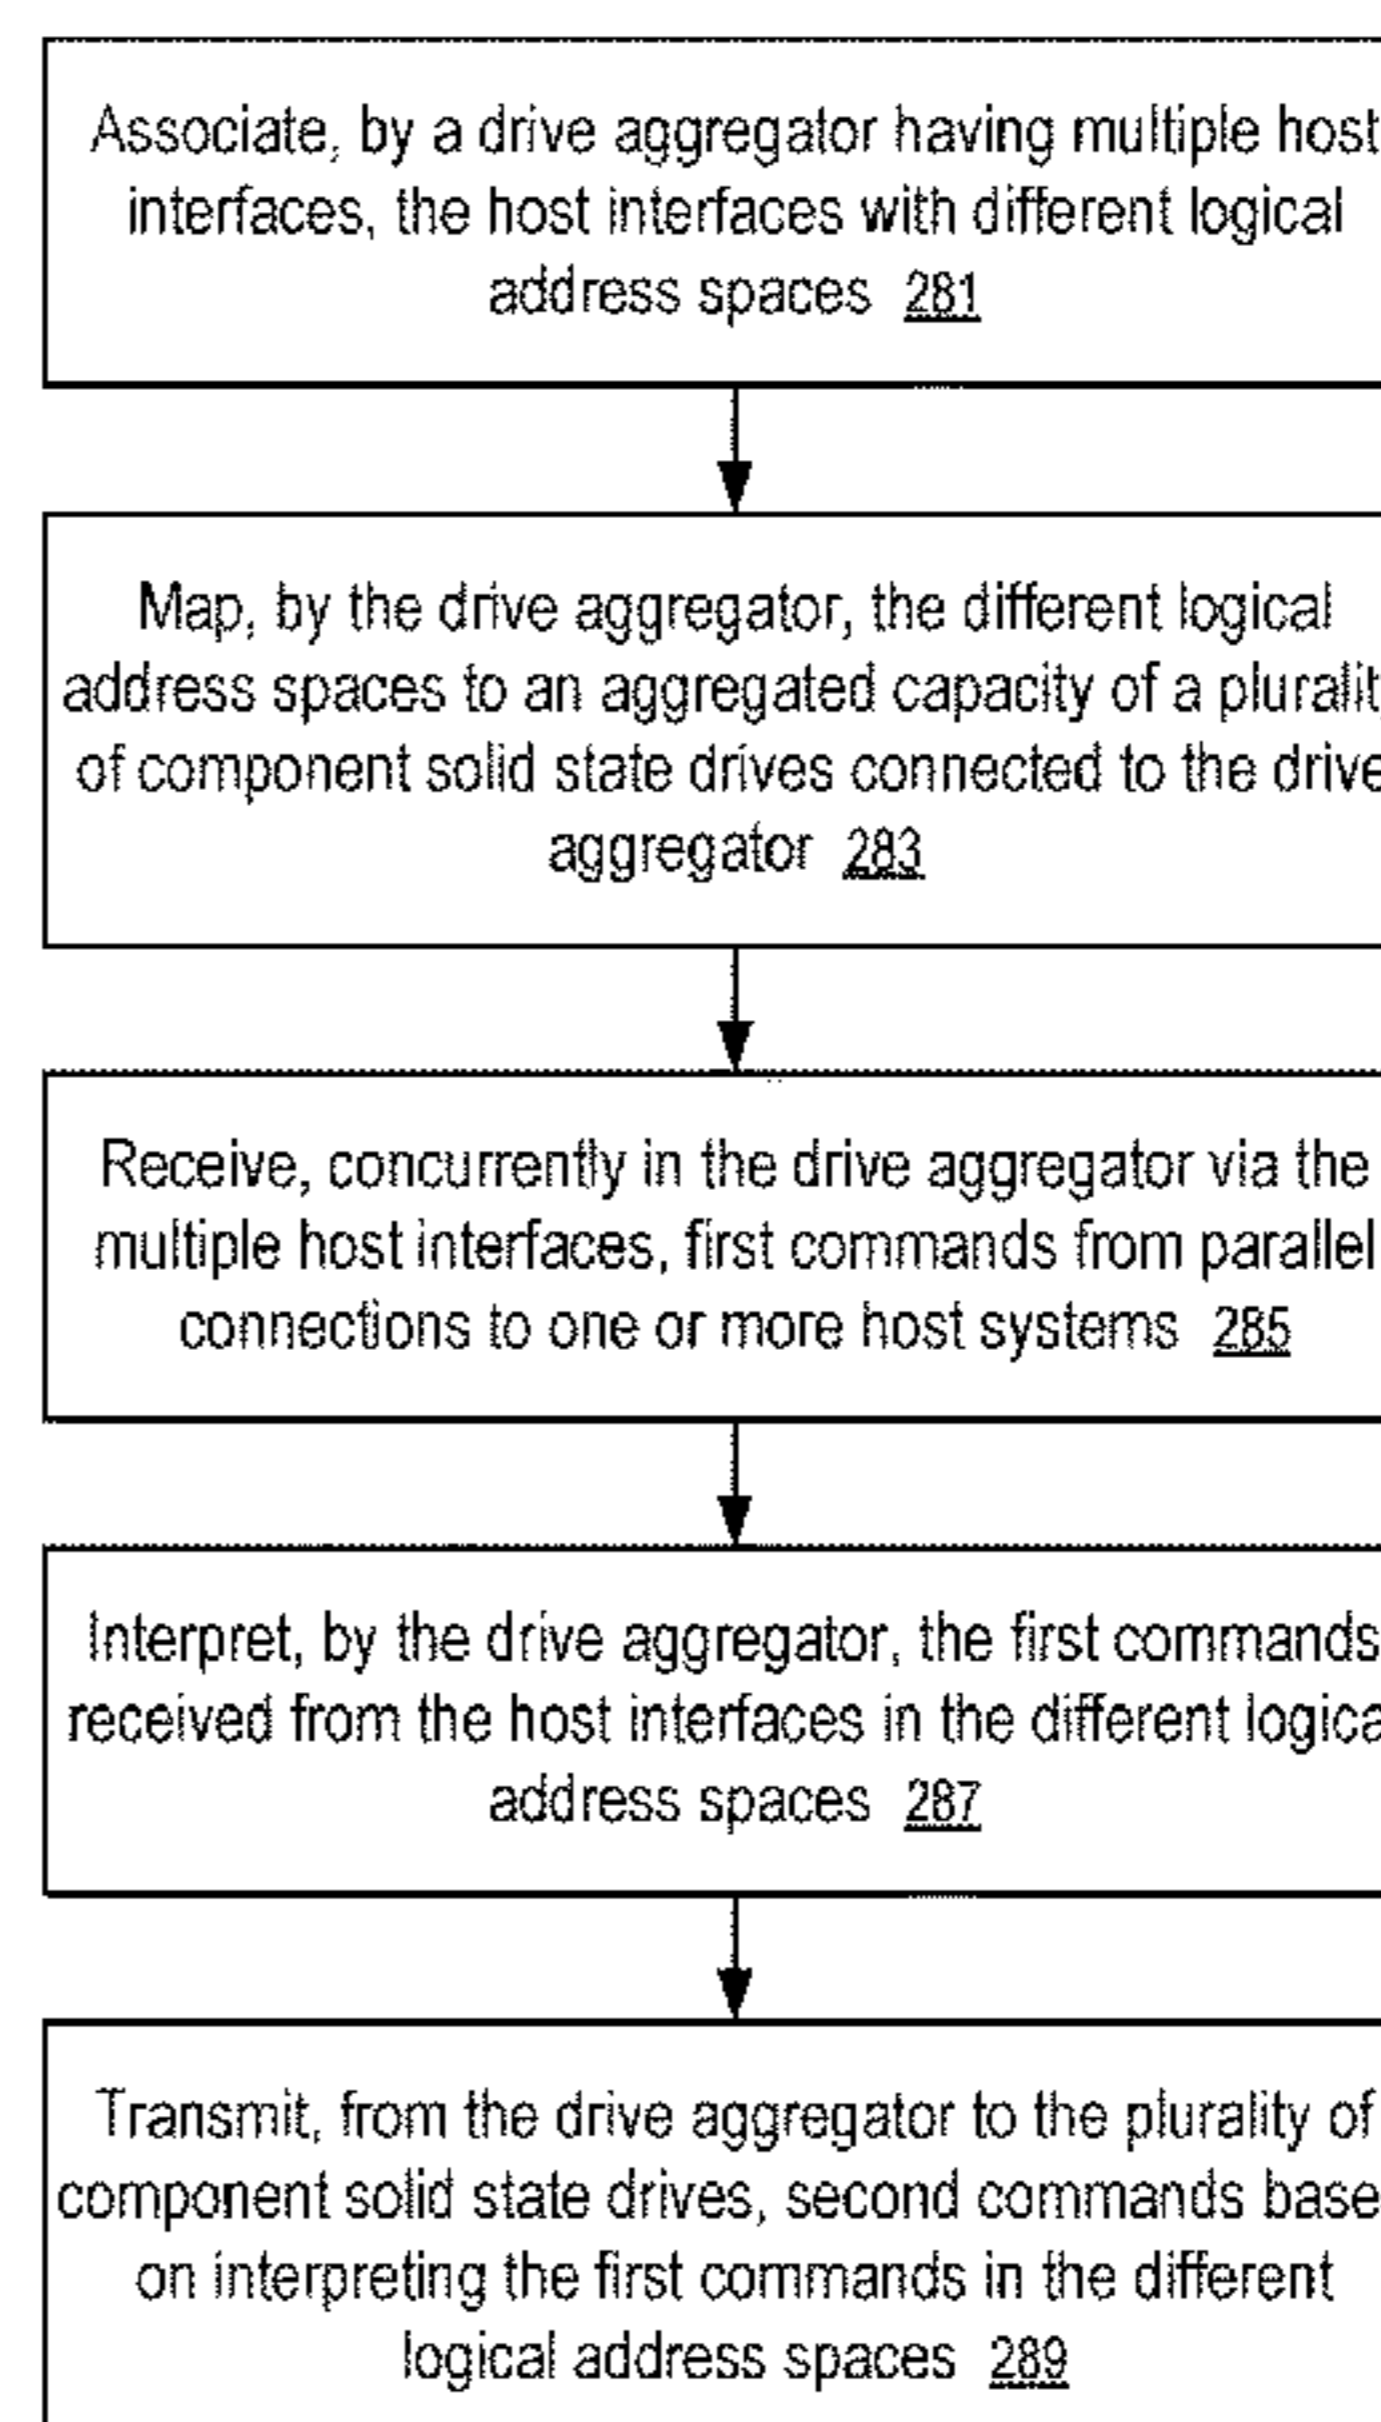 Associate, by a drive aggregator having multiple host
interfaces, the host interfaces with different logical
address spaces 281
Map, by the drive aggregator, the different logical
address spaces to an aggregated capacity of a plurality
of component solid state drives connected to the drive
aggregator 283
Receive, concurrently in the drive aggregator via the
multiple host interfaces, first commands from parallel
connections to one or more host systems 285
Interpret, by the drive aggregator, the first commands
received from the host interfaces in the different logica
address spaces 287
Transmit, from the drive aggregator to the plurality of
component solid state drives, second commands base
on interpreting the first commands in the different
logical address spaces 289